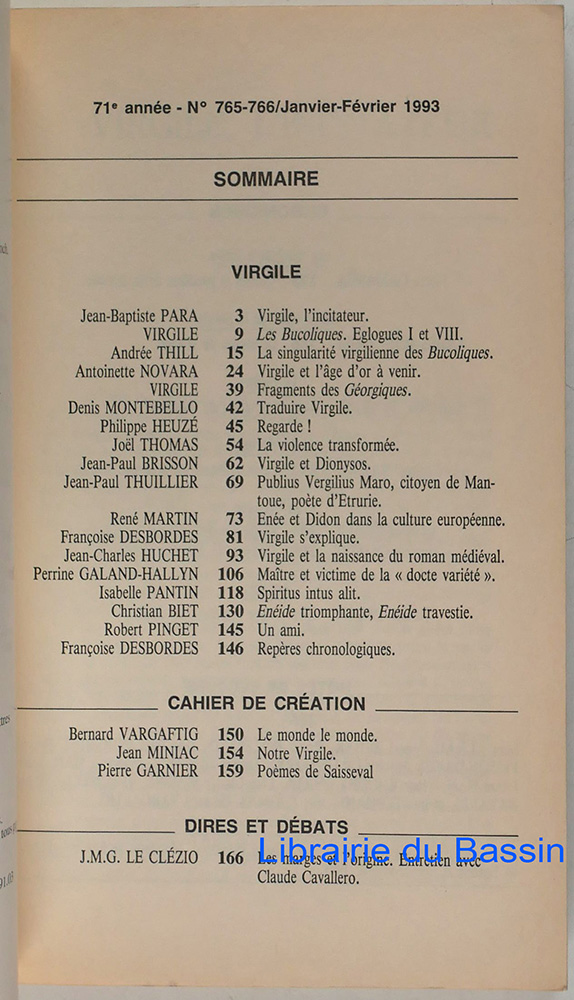 71e année - N° 765-766/Janvier-Février 1993
SOMMAIRE
VIRGILE
Jean-Baptiste PARA 3 Virgile, l'incitateur.
VIRGILE 9 Les Bucoliques. Eglogues I et VIII.
Andrée THILL 15 La singularité virgilienne des Bucoliques.
Antoinette NOVARA 24 Virgile et l'âge d'or à venir.
VIRGILE 39 Fragments des Géorgiques.
Denis MONTEBELLO 42 Traduire Virgile.
Philippe HEUZÉ 45 Regarde !
Joël THOMAS 54 La violence transformée.
Jean-Paul BRISSON 62 Virgile et Dionysos.
Jean-Paul THUILLIER 69 Publius Vergilius Maro, citoyen de Man-
toue, poète d'Etrurie.
René MARTIN 73 Enée et Didon dans la culture européenne.
Françoise DESBORDES 81 Virgile s'explique.
Jean-Charles HUCHET 93 Virgile et la naissance du roman médiéval.
Perrine GALAND-HALLYN 106 Maître et victime de la « docte variété ».
Isabelle PANTIN 118 Spiritus intus alit.
Christian BIET 130 Enéide triomphante, Enéide travestie.
Robert PINGET 145 Un ami.
Françoise DESBORDES 146 Repères chronologiques.
CAHIER DE CRÉATION
Bernard VARGAFTIG 150 Le monde le monde.
Jean MINIAC 154 Notre Virgile.
Pierre GARNIER 159 Poèmes de Saisseval
DIRES ET DÉBATS
Librairie du Bassin
J.M.G. LE CLÉZIO 166 Les marges et l'origine. Entretien avec
Claude Cavallero.